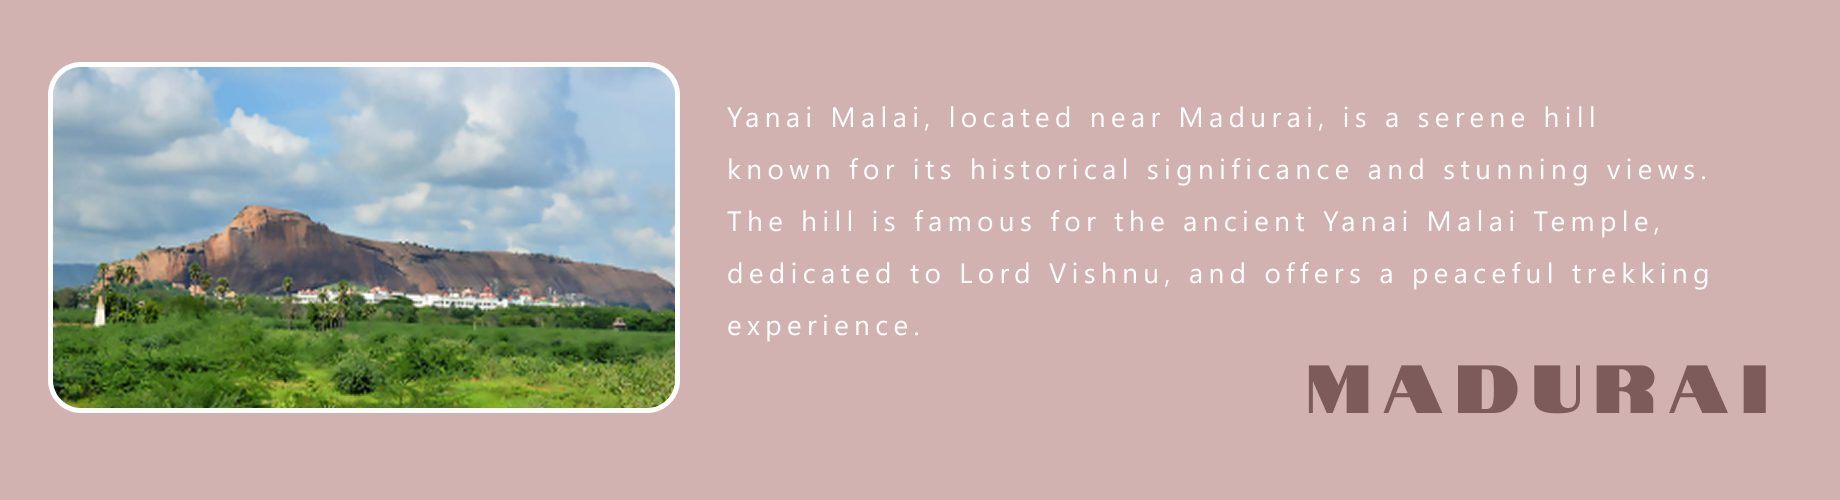 Yanai Malai, located near Madurai, is a serene hill
known for its historical significance and stunning views.
The hill is famous for the ancient Yanai Malai Temple,
dedicated to Lord Vishnu, and offers a peaceful trekking
experience.
MADURAI